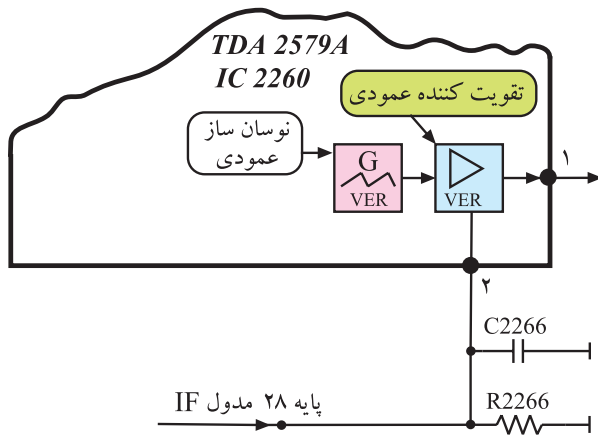 TDA 2579A
IC 2260
تقویت کننده عمودی
نوسان ساز
عمودی
G
VER
VER
۱
۲
C2266
R2266
پایه ۲۸ مدول IF